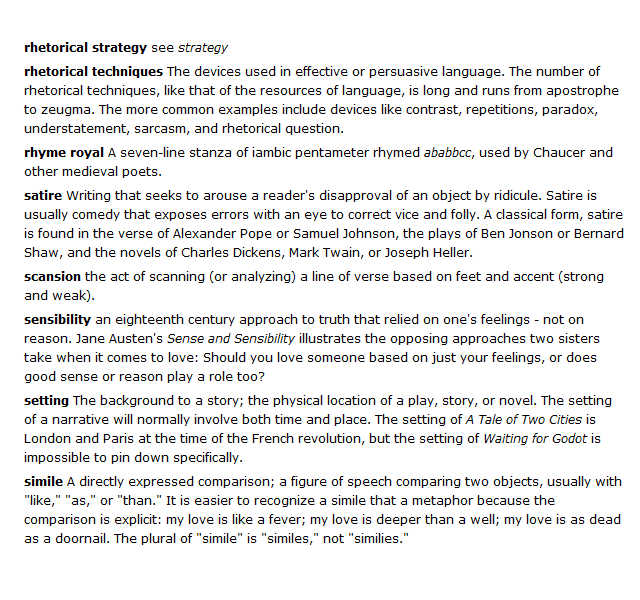 rhetorical strategy see strategy
rhetorical techniques The devices used in effective or persuasive language. The number of
rhetorical techniques, like that of the resources of language, is long and runs from apostrophe
to zeugma. The more common examples include devices like contrast, repetitions, paradox,
understatement, sarcasm, and rhetorical question.
rhyme royal A seven-line stanza of iambic pentameter rhymed ababbcc, used by Chaucer and
other medieval poets.
satire Writing that seeks to arouse a reader's disapproval of an object by ridicule. Satire is
usually comedy that exposes errors with an eye to correct vice and folly. A classical form, satire
is found in the verse of Alexander Pope or Samuel Johnson, the plays of Ben Jonson or Bernard
Shaw, and the novels of Charles Dickens, Mark Twain, or Joseph Heller.
scansion the act of scanning (or analyzing) a line of verse based on feet and accent (strong
and weak).
sensibility an eighteenth century approach to truth that relied on one's feelings - not on
reason. Jane Austen's Sense and Sensibility illustrates the opposing approaches two sisters
take when it comes to love: Should you love someone based on just your feelings, or does
good sense or reason play a role too?
setting The background to a story; the physical location of a play, story, or novel. The setting
of a narrative will normally involve both time and place. The setting of A Tale of Two Cities is
London and Paris at the time of the French revolution, but the setting of Waiting for Godot is
impossible to pin down specifically.
simile A directly expressed comparison; a figure of speech comparing two objects, usually with
"like," "as," or "than." It is easier to recognize a simile that a metaphor because the
comparison is explicit: my love is like a fever; my love is deeper than a well; my love is as dead
as a doornail. The plural of "simile" is "similes," not "similies."